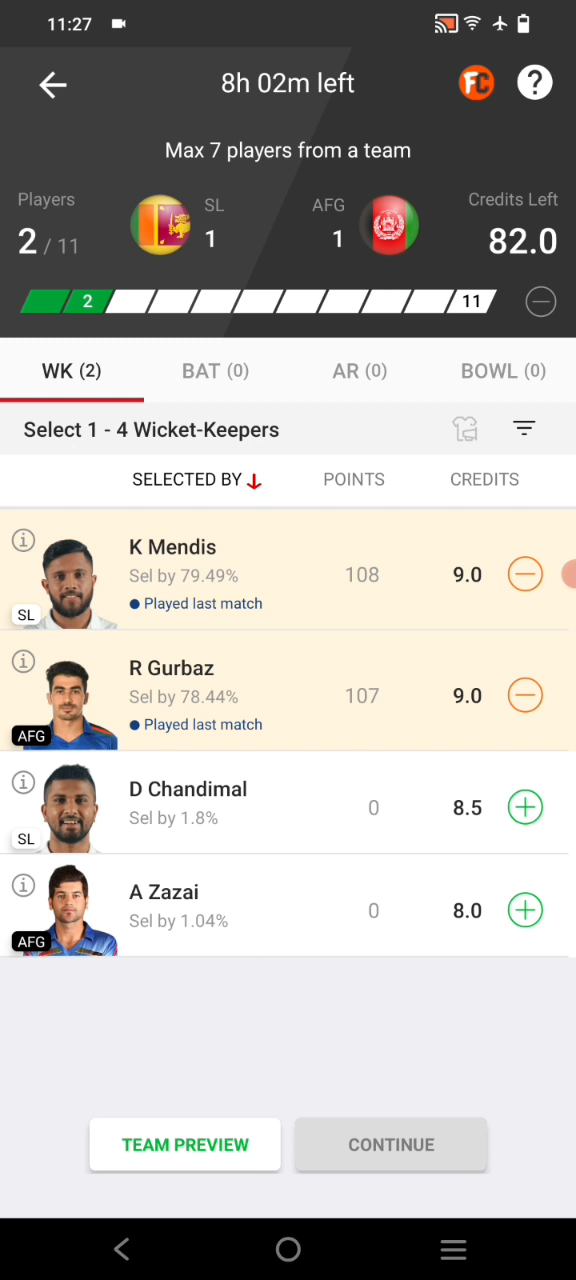 11:27
8h 02m left
FC
?
Max 7 players from a team
Players
SL
AFG
Credits Left
2 / 11
1
1
82.0
2
11
WK (2)
BAT (0)
AR (0)
BOWL (0)
Select 1 - 4 Wicket-Keepers
SELECTED BY
POINTS
CREDITS
K Mendis
Sel by 79.49%
108
9.0
Played last match
SL
R Gurbaz
Sel by 78.44%
107
9.0
Played last match
AFG
D Chandimal
Sel by 1.8%
0
8.5
SL
A Zazai
Sel by 1.04%
0
8.0
AFG
TEAM PREVIEW
CONTINUE